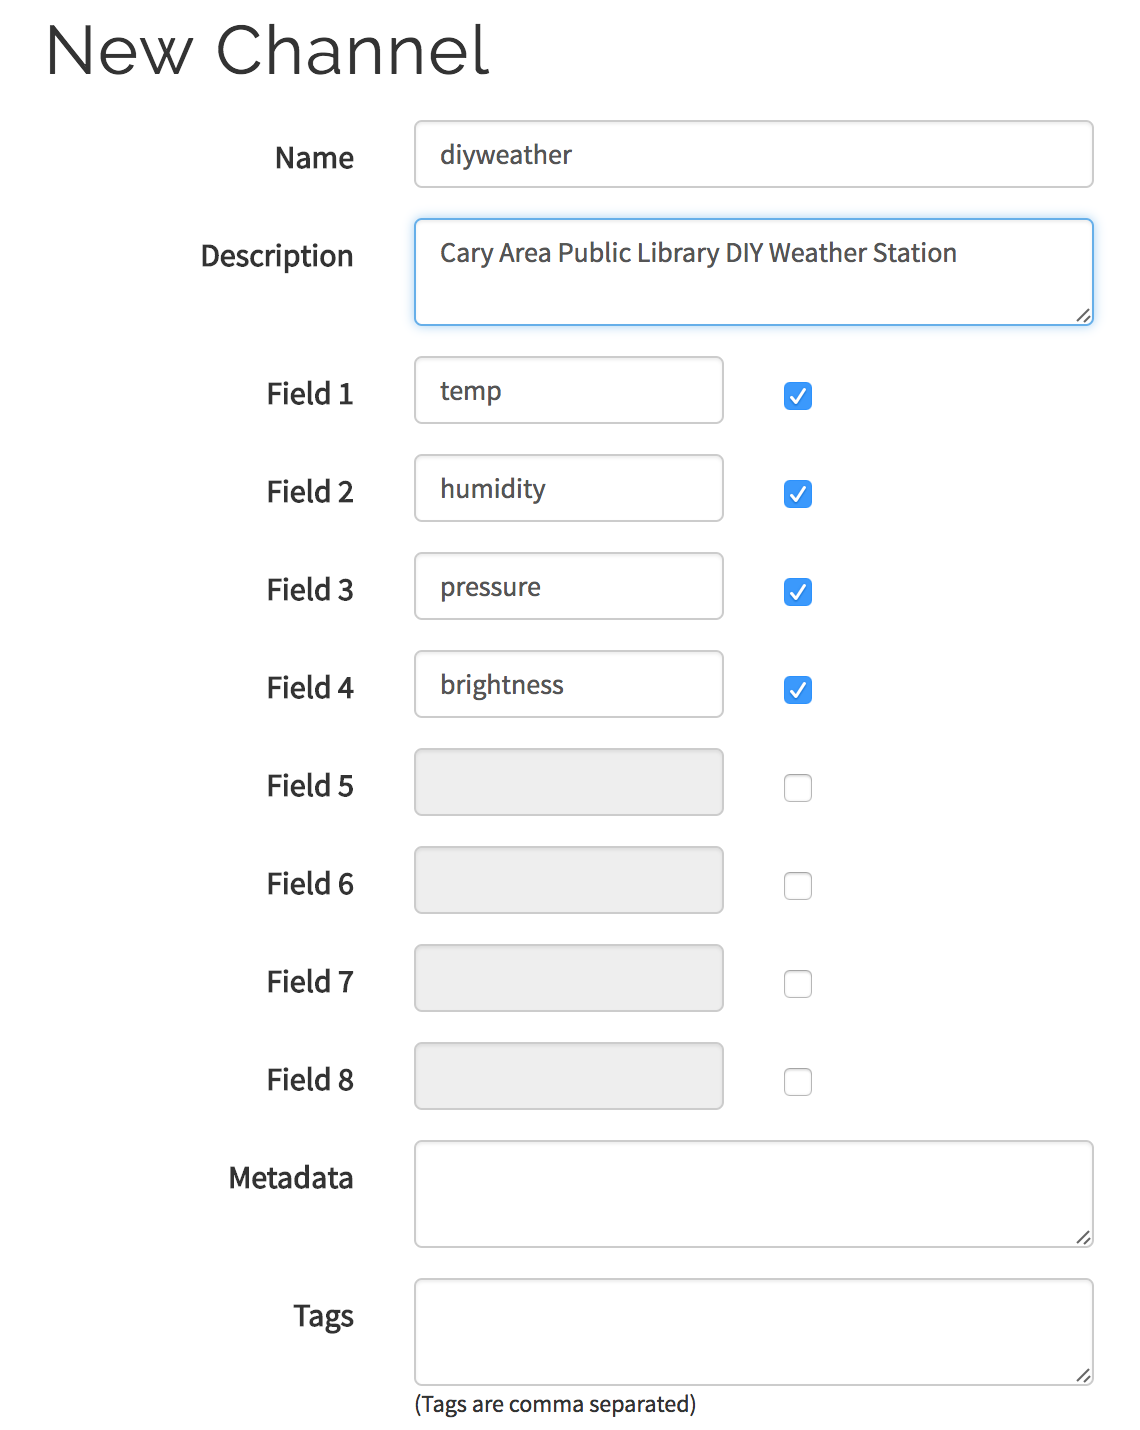 New Channel
Name diyweather
Description Cary Area Public Library DIY Weather Station
Field 1 temp
Field 2 humidity
Field 3 pressure
Field 4 brightness
Field 5
Field 6
Field 7
Field 8
Metadata
Tags
(Tags are comma separated)